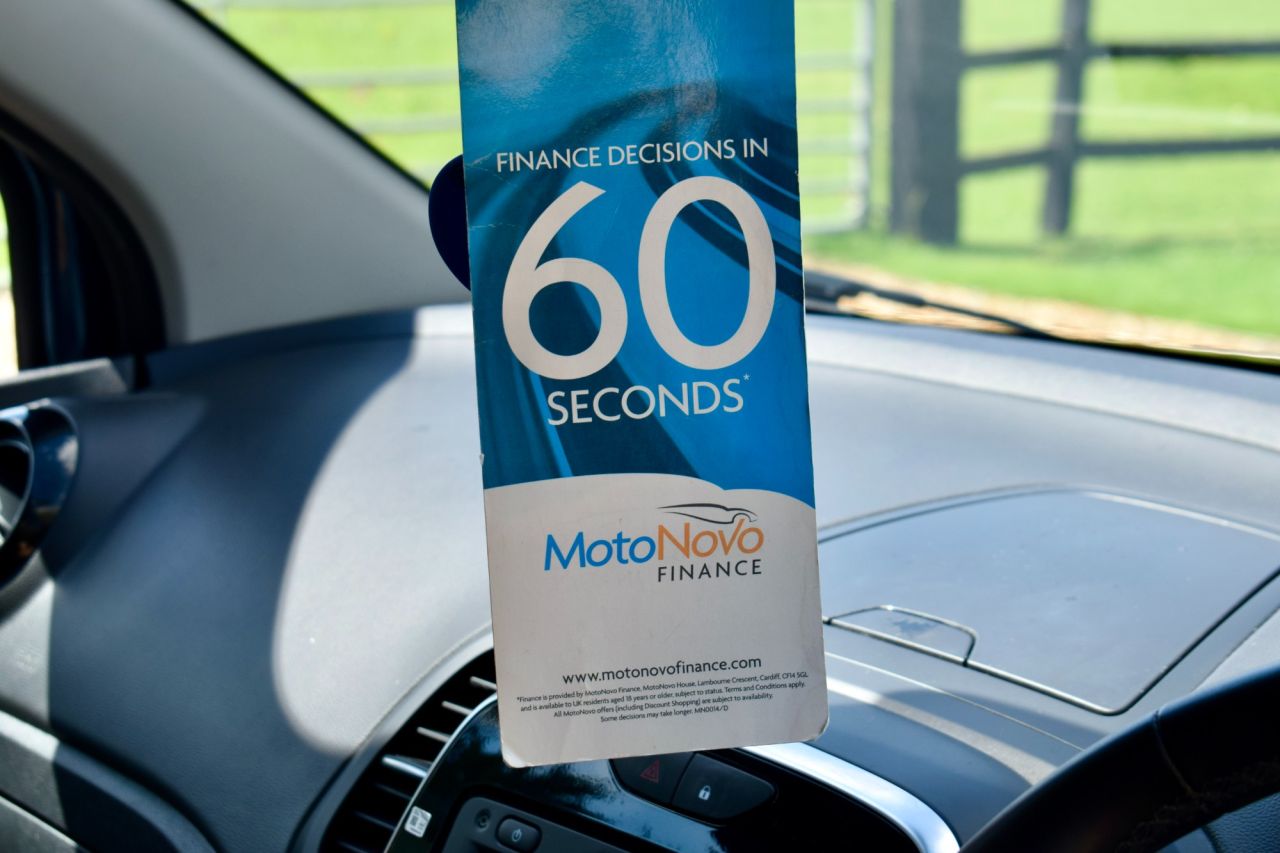 FINANCE DECISIONS IN
60
SECONDS*
MotoNovo
FINANCE
www.motonovofinance.com
*Finance is provided by MotoNovo Finance, MotoNovo House, Lambourne Crescent, Cardiff, CF14 5GL
and is available to UK residents aged 18 years or older, subject to status. Terms and Conditions apply.
All MotoNovo offers (including Discount Shopping) are subject to availability.
Some decisions may take longer. MN0014/D